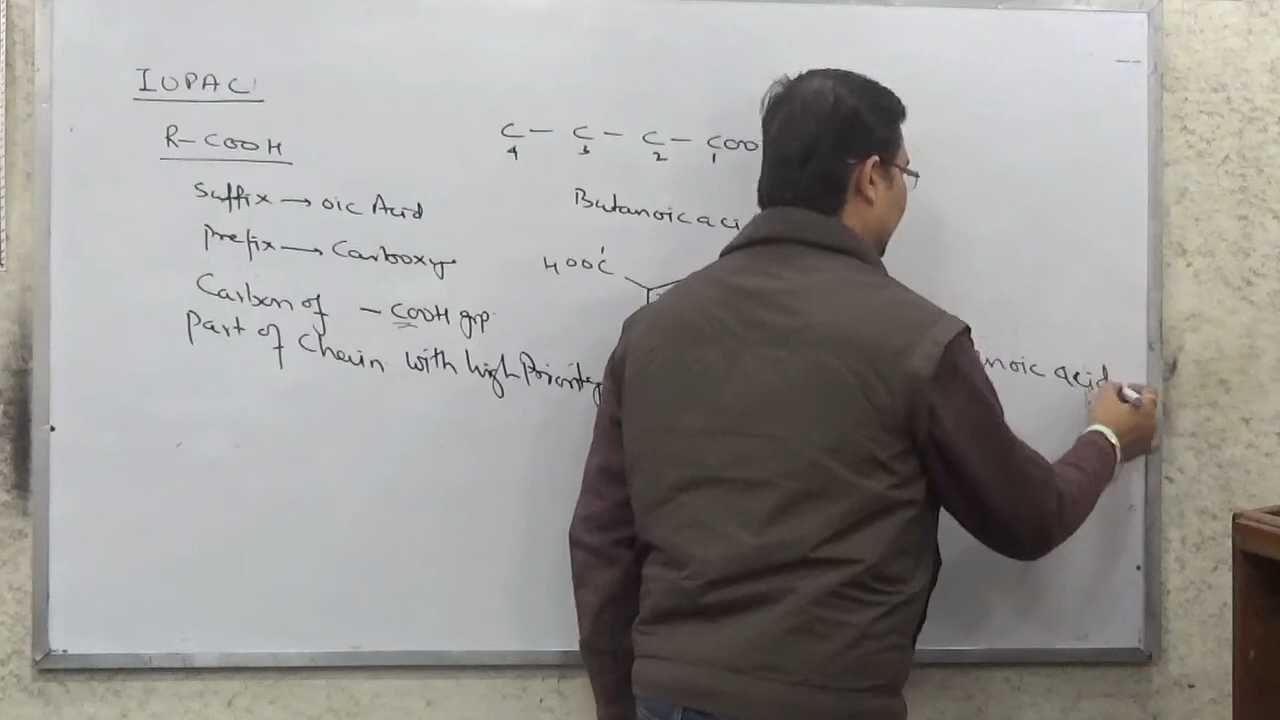 IUPAC
R-COOH
Suffix → oic Acid
Prefix → Carboxy
Carbon of - COOH grp
Part of Chain with high Priority
C - C - C - COO
4 3 2 1
Butanoic aci
HOOC
1
noic acid